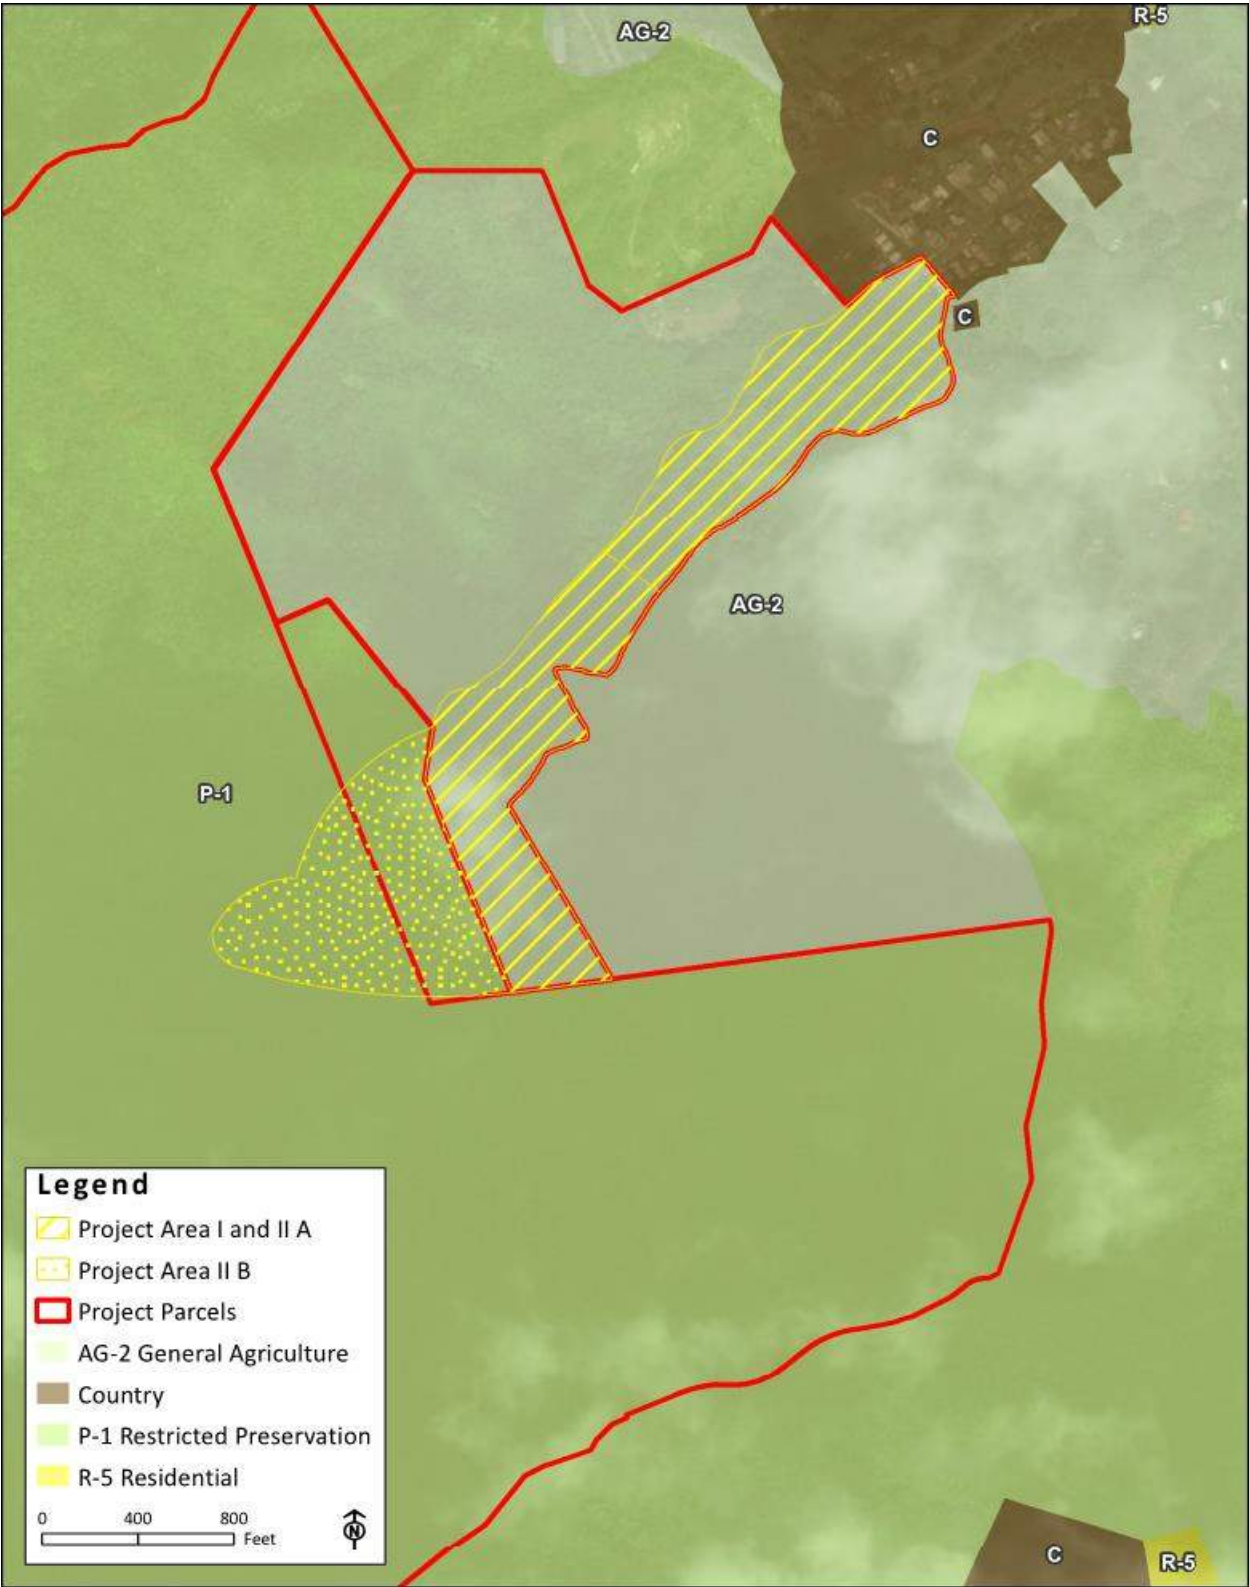 AG-2
R-5
C
C
AG-2
P-1
Legend
Project Area I and II A
Project Area II B
Project Parcels
AG-2 General Agriculture
Country
P-1 Restricted Preservation
R-5 Residential
0 400 800
Feet
N
C
R-5